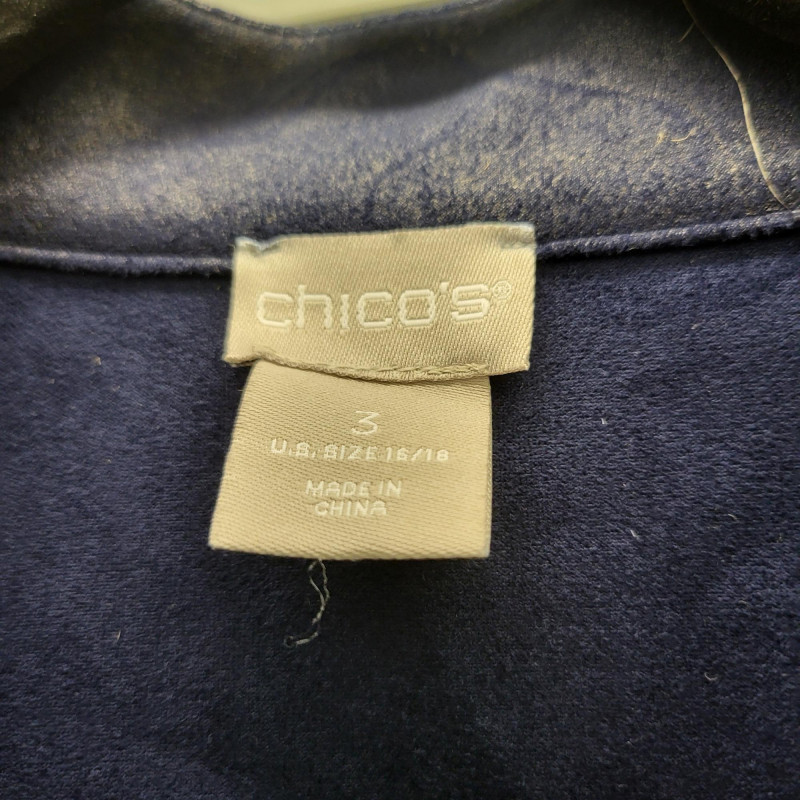 chico's®
3
U.S. SIZE 16/18
MADE IN
CHINA